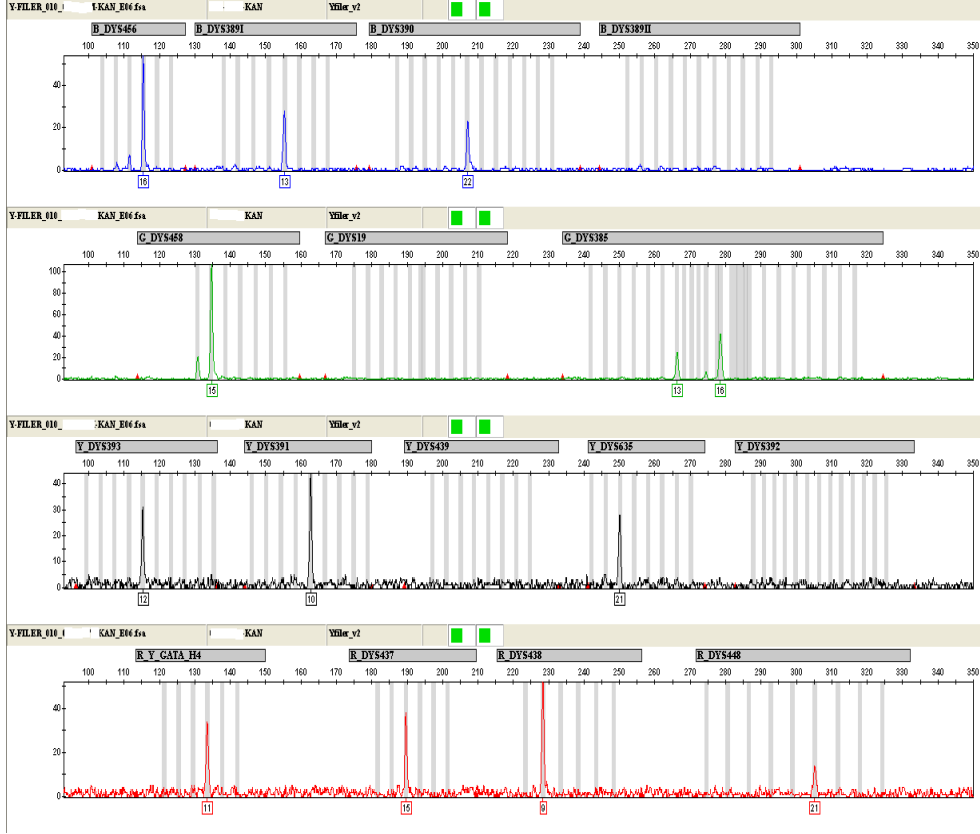 Y-FILER_010_ KAN_E06.fsa KAN Yfiler_v2
B_DYS456 B_DYS389I B_DYS390 B_DYS389II
100 110 120 130 140 150 160 170 180 190 200 210 220 230 240 250 260 270 280 290 300 310 320 330 340 350
40
20
0
16 13 22
Y-FILER_010_ KAN_E06.fsa KAN Yfiler_v2
G_DYS458 G_DYS19 G_DYS385
100 110 120 130 140 150 160 170 180 190 200 210 220 230 240 250 260 270 280 290 300 310 320 330 340 350
100
80
60
40
20
0
15 13 16
Y-FILER_010_ KAN_E06.fsa KAN Yfiler_v2
Y_DYS393 Y_DYS391 Y_DYS439 Y_DYS635 Y_DYS392
100 110 120 130 140 150 160 170 180 190 200 210 220 230 240 250 260 270 280 290 300 310 320 330 340 350
40
30
20
10
0
12 10 21
Y-FILER_010_ KAN_E06.fsa KAN Yfiler_v2
R_Y_GATA_H4 R_DYS437 R_DYS438 R_DYS448
100 110 120 130 140 150 160 170 180 190 200 210 220 230 240 250 260 270 280 290 300 310 320 330 340 350
40
20
0
11 15 9 21